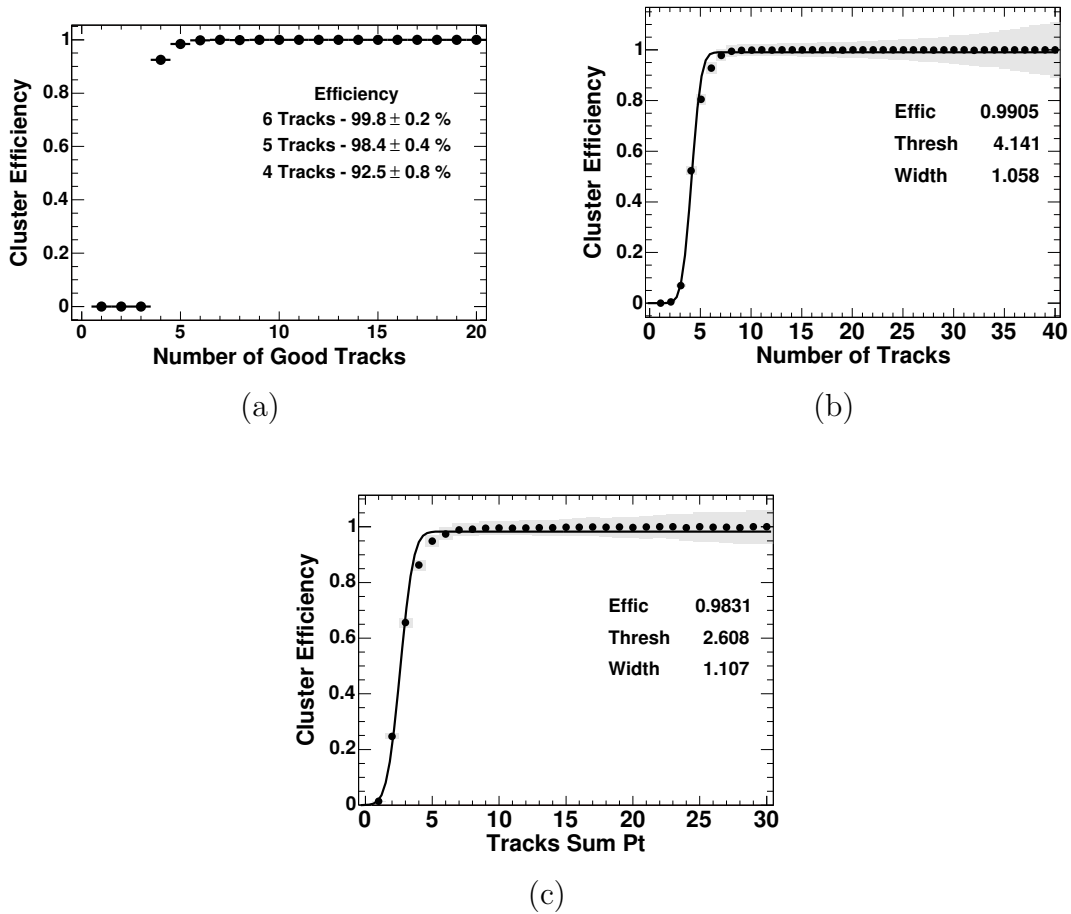 Cluster Efficiency
1
0.8
0.6
0.4
0.2
0
Efficiency
6 Tracks - 99.8 ± 0.2 %
5 Tracks - 98.4 ± 0.4 %
4 Tracks - 92.5 ± 0.8 %
0 5 10 15 20
Number of Good Tracks
(a)
Cluster Efficiency
1
0.8
0.6
0.4
0.2
0
Effic 0.9905
Thresh 4.141
Width 1.058
0 5 10 15 20 25 30 35 40
Number of Tracks
(b)
Cluster Efficiency
1
0.8
0.6
0.4
0.2
0
Effic 0.9831
Thresh 2.608
Width 1.107
0 5 10 15 20 25 30
Tracks Sum Pt
(c)